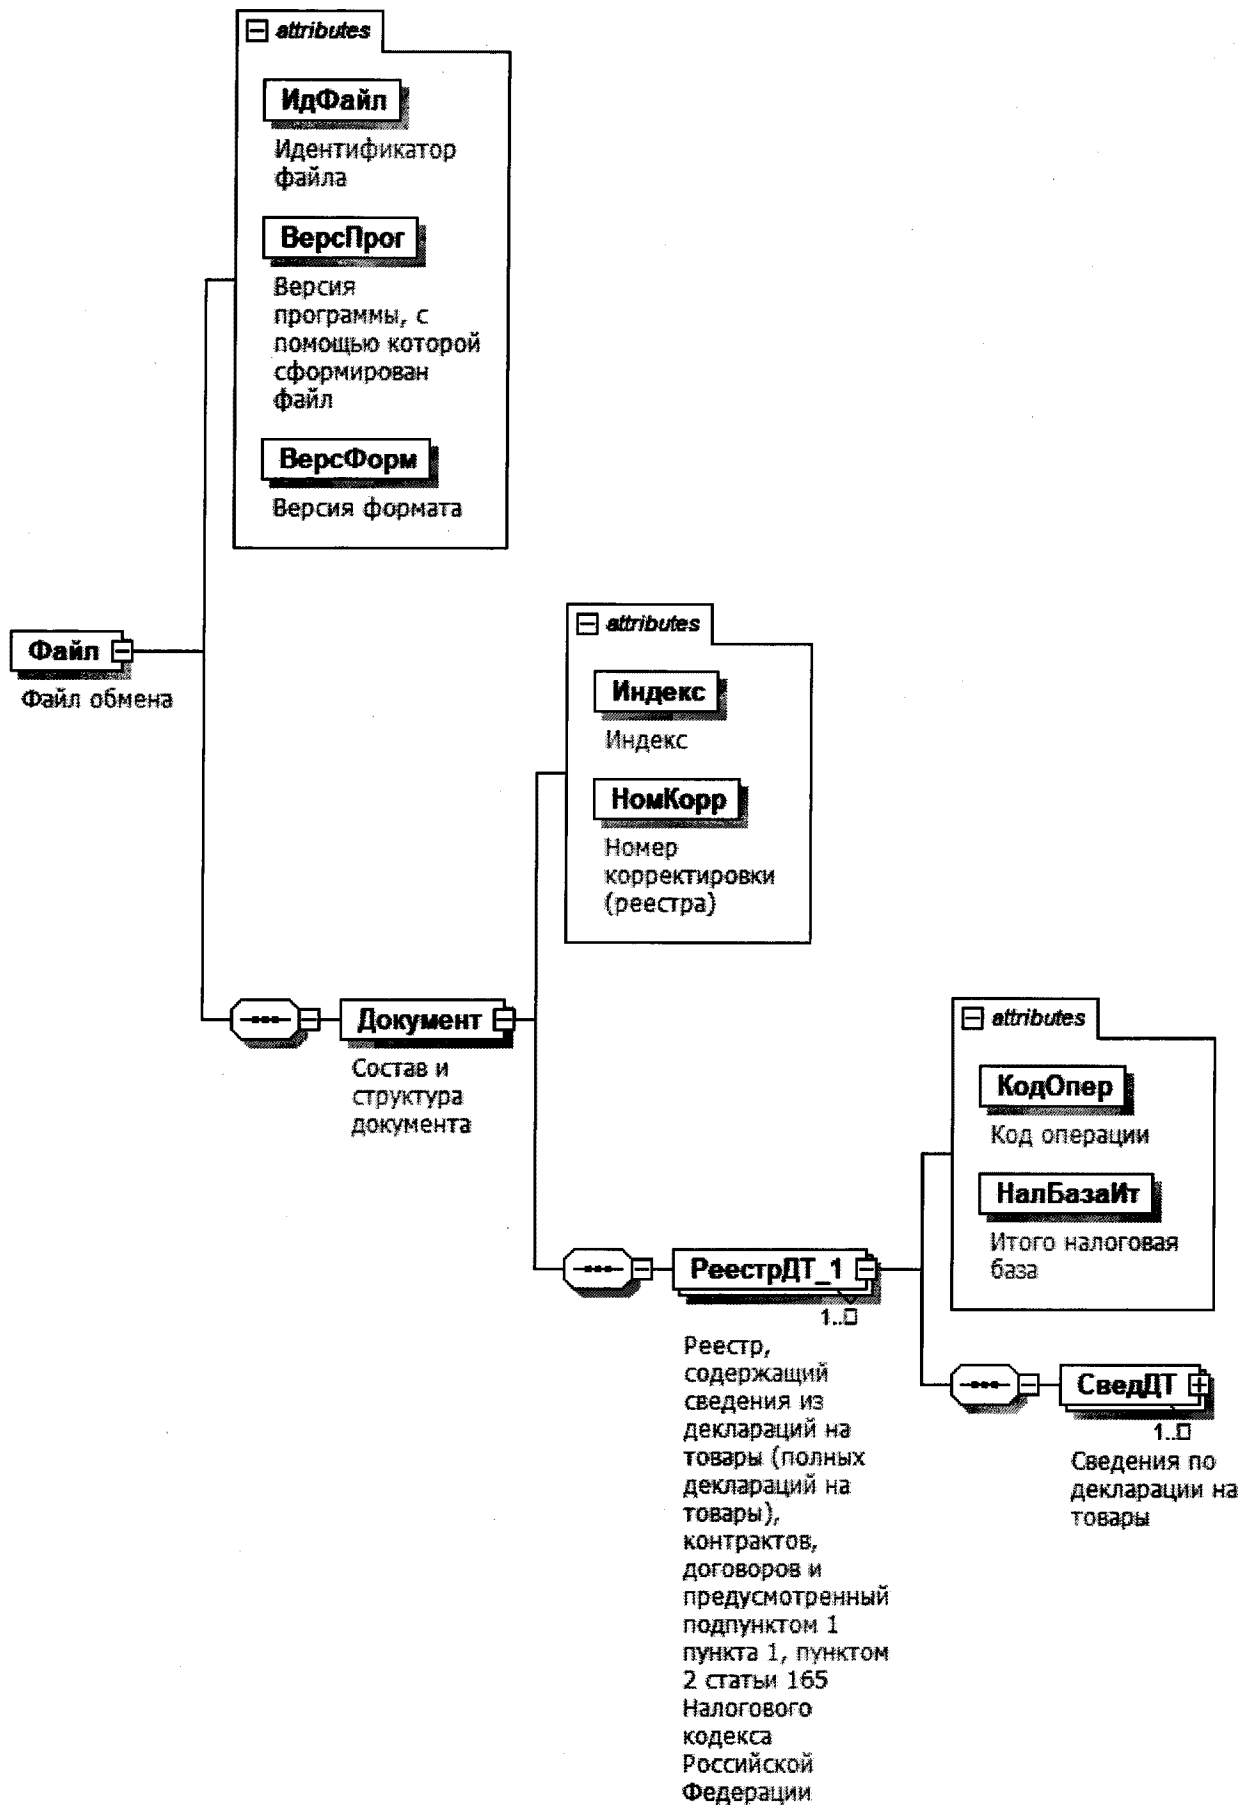 attributes
ИдФайл
Идентификатор
файла
ВерсПрог
Версия
программы, с
помощью которой
сформирован
файл
ВерсФорм
Версия формата
Файл
Файл обмена
attributes
Индекс
Индекс
НомКорр
Номер
корректировки
(реестра)
Документ
Состав и
структура
документа
attributes
КодОпер
Код операции
НалБазаИт
Итого налоговая
база
РеестрДТ_1
1..□
Реестр,
содержащий
сведения из
деклараций на
товары (полных
деклараций на
товары),
контрактов,
договоров и
предусмотренный
подпунктом 1
пункта 1, пунктом
2 статьи 165
Налогового
кодекса
Российской
Федерации
СведДТ
1..□
Сведения по
декларации на
товары